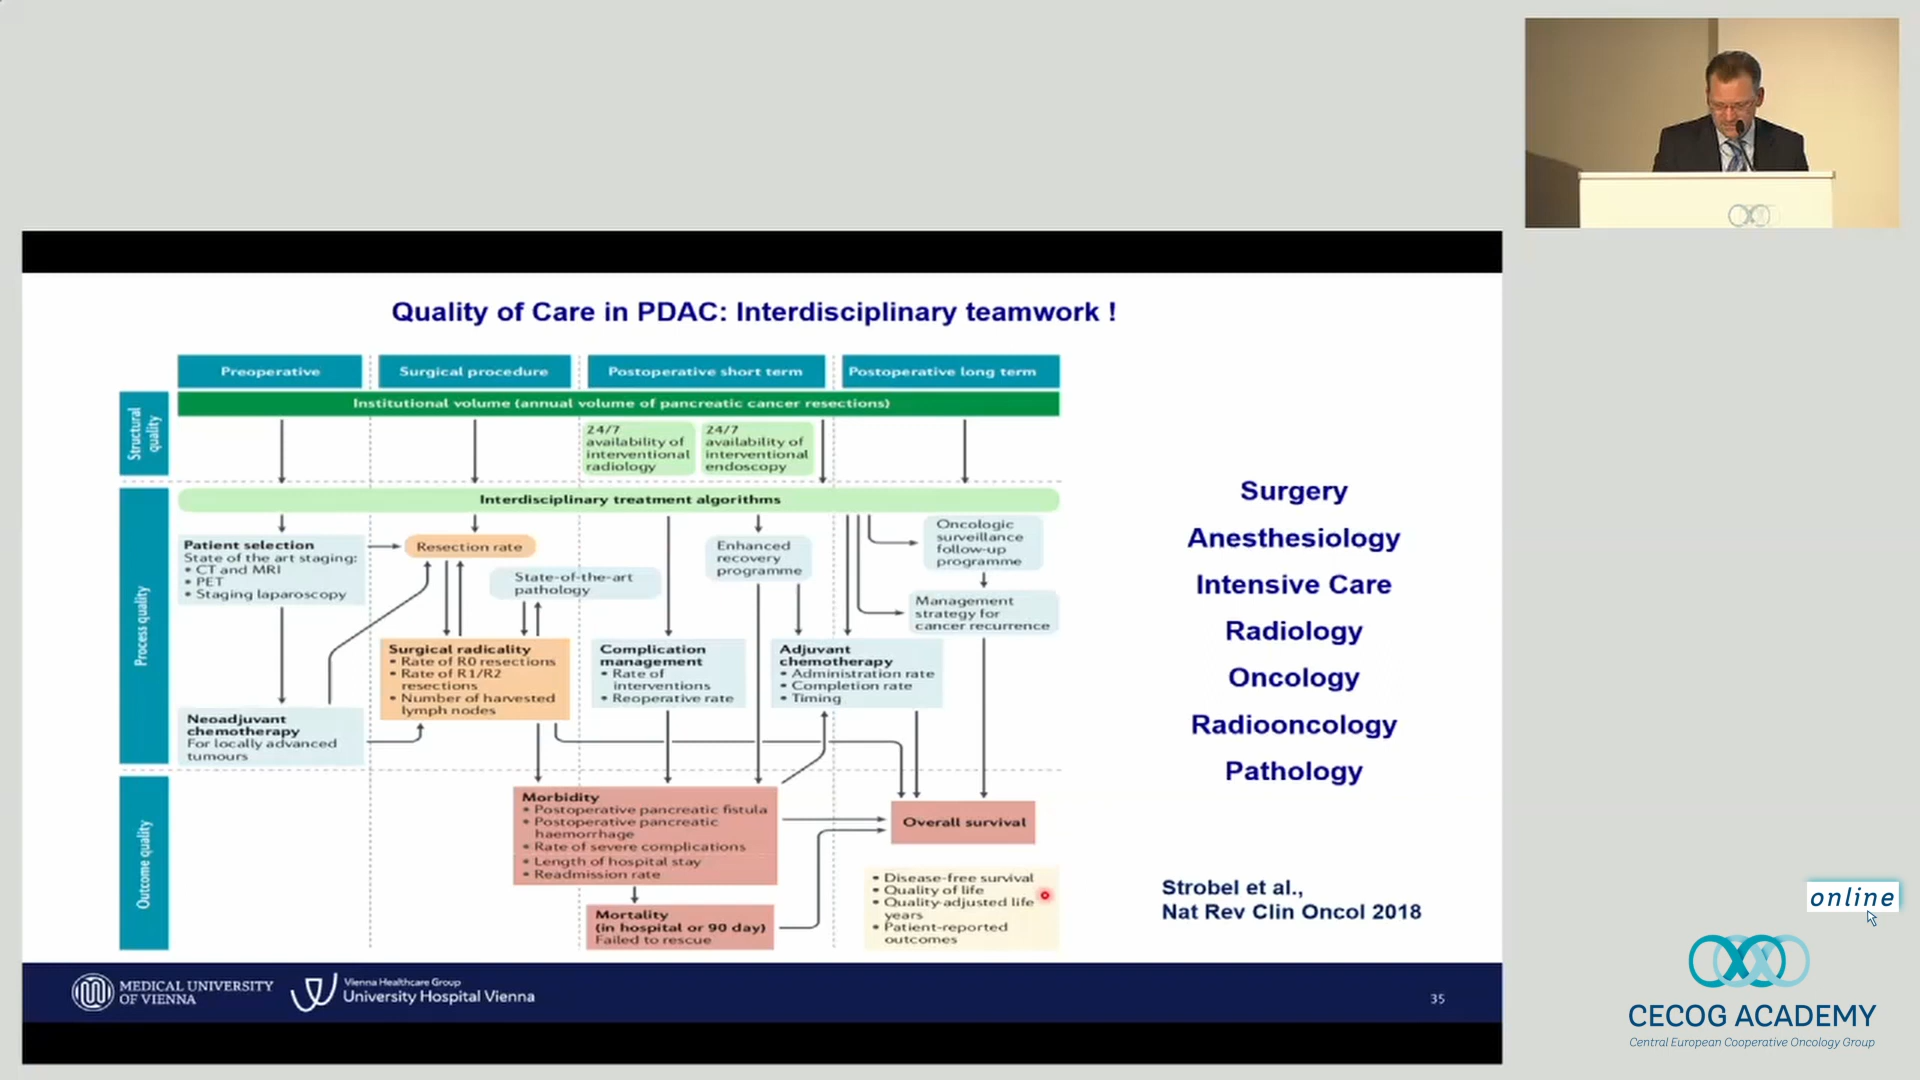 Quality of Care in PDAC: Interdisciplinary teamwork !
Preoperative
Surgical procedure
Postoperative short term
Postoperative long term
Structural
quality
Institutional volume (annual volume of pancreatic cancer resections)
24/7
availability of
interventional
radiology
24/7
availability of
interventional
endoscopy
Process quality
Interdisciplinary treatment algorithms
Patient selection
State of the art staging:
• CT and MRI
• PET
• Staging laparoscopy
Resection rate
State-of-the-art
pathology
Enhanced
recovery
programme
Oncologic
surveillance
follow-up
programme
Management
strategy for
cancer recurrence
Surgical radicality
• Rate of R0 resections
• Rate of R1/R2
resections
• Number of harvested
lymph nodes
Complication
management
• Rate of
interventions
• Reoperative rate
Adjuvant
chemotherapy
• Administration rate
• Completion rate
• Timing
Neoadjuvant
chemotherapy
For locally advanced
tumours
Outcome quality
Morbidity
• Postoperative pancreatic fistula
• Postoperative pancreatic
haemorrhage
• Rate of severe complications
• Length of hospital stay
• Readmission rate
Overall survival
Mortality
(in hospital or 90 day)
Failed to rescue
• Disease-free survival
• Quality of life
• Quality-adjusted life
years
• Patient-reported
outcomes
Surgery
Anesthesiology
Intensive Care
Radiology
Oncology
Radiooncology
Pathology
Strobel et al.,
Nat Rev Clin Oncol 2018
MEDICAL UNIVERSITY
OF VIENNA
Vienna Healthcare Group
University Hospital Vienna
35
online
CECOG ACADEMY
Central European Cooperative Oncology Group